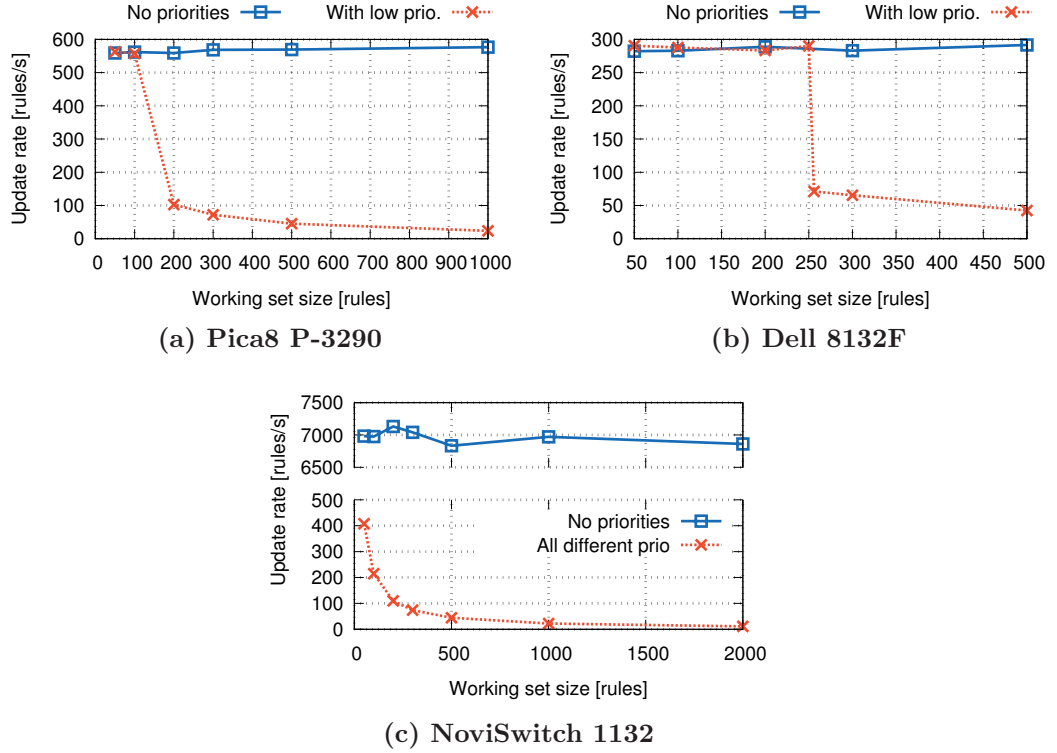 No priorities With low prio.
600
500
400
300
200
100
0
Update rate [rules/s]
0 100 200 300 400 500 600 700 800 900 1000
Working set size [rules]
(a) Pica8 P-3290
No priorities With low prio.
300
250
200
150
100
50
0
Update rate [rules/s]
50 100 150 200 250 300 350 400 450 500
Working set size [rules]
(b) Dell 8132F
7500
7000
6500
Update rate [rules/s]
500
400
300
200
100
0
No priorities
All different prio
0 500 1000 1500 2000
Working set size [rules]
(c) NoviSwitch 1132